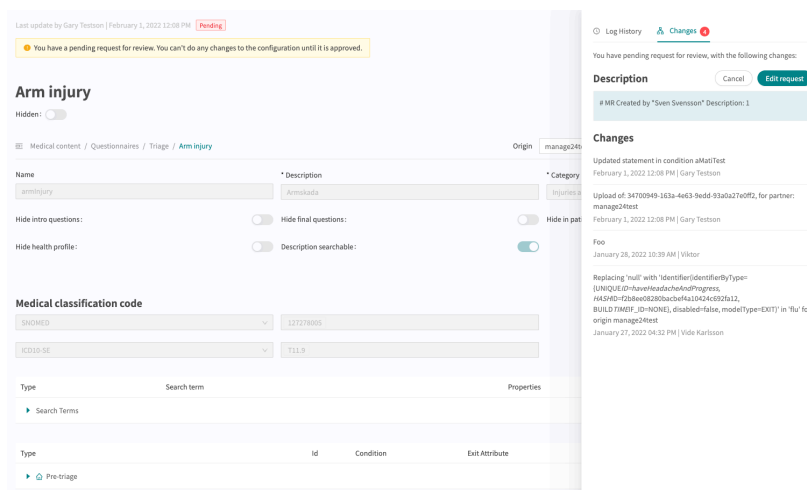 Last update by Gary Testson | February 1, 2022 12:08 PM Pending
You have a pending request for review. You can't do any changes to the configuration until it is approved.
Arm injury
Hidden:
Medical content / Questionnaires / Triage / Arm injury
Origin manage24te
Name
* Description
* Category
arminjury
Armskada
Injuries a
Hide intro questions:
Hide final questions:
Hide in pati
Hide health profile:
Description searchable:
Medical classification code
SNOMED
127278005
ICD10-SE
T11.9
Type Search term Properties
Search Terms
Type Id Condition Exit Attribute
Pre-triage
Log History Changes 4
You have pending request for review, with the following changes:
Description Cancel Edit request
# MR Created by "Sven Svensson" Description: 1
Changes
Updated statement in condition aMatiTest
February 1, 2022 12:08 PM | Gary Testson
Upload of: 34700949-163a-4e63-9edd-93a0a27e0ff2, for partner:
manage24test
February 1, 2022 12:08 PM | Gary Testson
Foo
January 28, 2022 10:39 AM | Viktor
Replacing 'null' with 'Identifier(identifierByType=
{UNIQUEID=haveHeadacheAndProgress,
HASHID=f2b8ee08280bacbef4a10424c692fa12,
BUILDTIMEIF_ID=NONE}, disabled=false, modelType=EXIT)' in 'flu' fo
origin manage24test
January 27, 2022 04:32 PM | Vide Karlsson